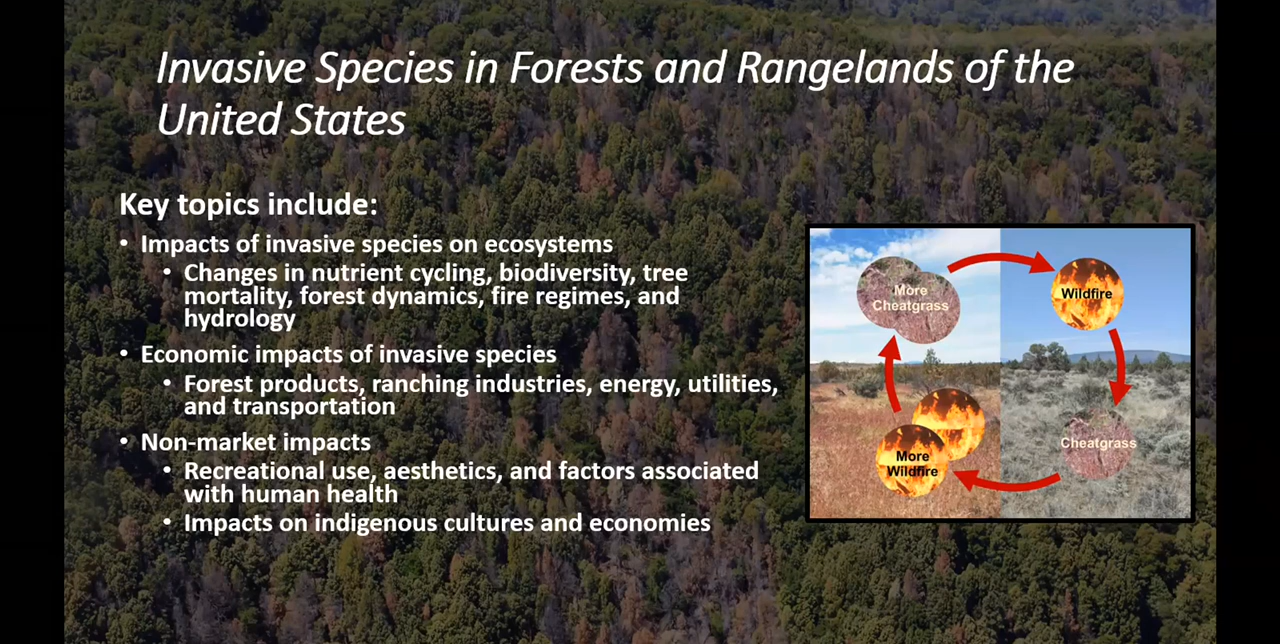 Invasive Species in Forests and Rangelands of the
United States
Key topics include:
• Impacts of invasive species on ecosystems
• Changes in nutrient cycling, biodiversity, tree
mortality, forest dynamics, fire regimes, and
hydrology
• Economic impacts of invasive species
• Forest products, ranching industries, energy, utilities,
and transportation
• Non-market impacts
• Recreational use, aesthetics, and factors associated
with human health
• Impacts on indigenous cultures and economies
More
Cheatgrass
Wildfire
Cheatgrass
More
Wildfire